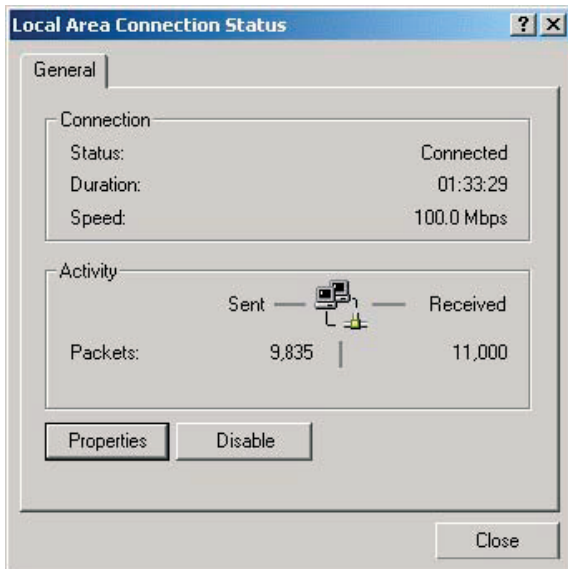 Local Area Connection Status
General
Connection
Status: Connected
Duration: 01:33:29
Speed: 100.0 Mbps
Activity
Sent Received
Packets: 9,835 11,000
Properties Disable
Close